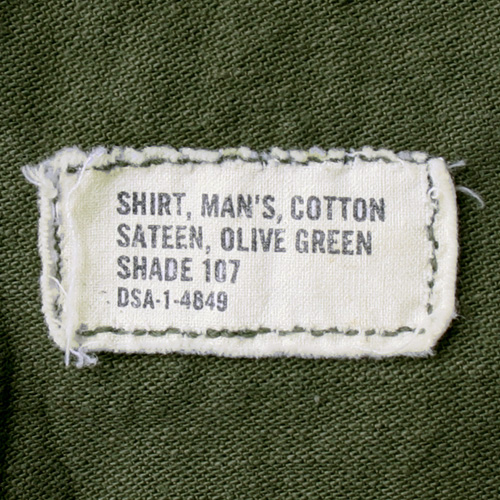 SHIRT, MAN'S, COTTON
SATEEN, OLIVE GREEN
SHADE 107
DSA-1-4849